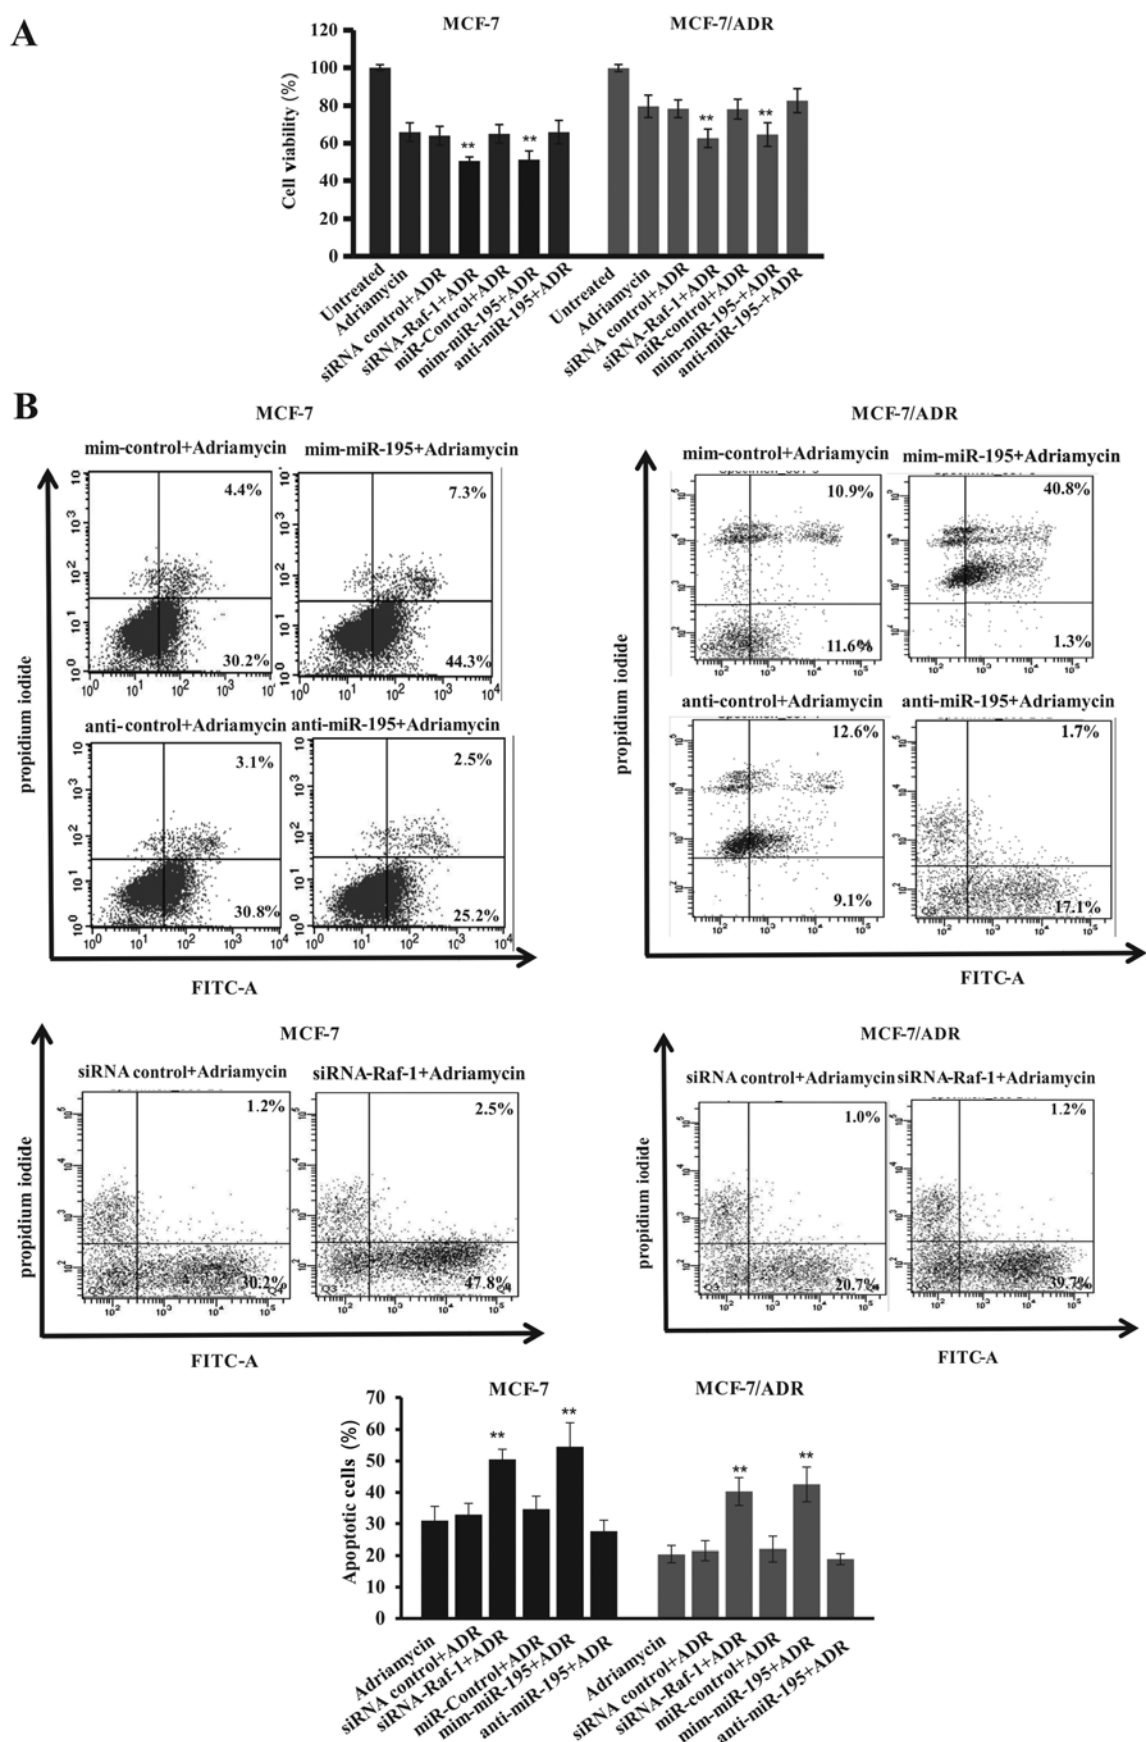 A
MCF-7
MCF-7/ADR
Cell viability (%)
120
100
80
60
40
20
0
**
**
**
**
Untreated
Adriamycin
siRNA control+ADR
siRNA-Raf-1+ADR
miR-Control+ADR
mim-miR-195+ADR
anti-miR-195+ADR
Untreated
Adriamycin
siRNA control+ADR
siRNA-Raf-1+ADR
miR-control+ADR
mim-miR-195-+ADR
anti-miR-195-+ADR
B
MCF-7
MCF-7/ADR
mim-control+Adriamycin
mim-miR-195+Adriamycin
mim-control+Adriamycin
mim-miR-195+Adriamycin
4.4%
7.3%
10.9%
40.8%
30.2%
44.3%
11.6%
1.3%
anti-control+Adriamycin
anti-miR-195+Adriamycin
anti-control+Adriamycin
anti-miR-195+Adriamycin
3.1%
2.5%
12.6%
1.7%
30.8%
25.2%
9.1%
17.1%
propidium iodide
propidium iodide
FITC-A
FITC-A
MCF-7
MCF-7/ADR
siRNA control+Adriamycin
siRNA-Raf-1+Adriamycin
siRNA control+Adriamycin
siRNA-Raf-1+Adriamycin
1.2%
2.5%
1.0%
1.2%
30.2%
47.8%
20.7%
39.7%
propidium iodide
propidium iodide
FITC-A
FITC-A
MCF-7
MCF-7/ADR
Apoptotic cells (%)
70
60
50
40
30
20
10
0
**
**
**
**
Adriamycin
siRNA control+ADR
siRNA-Raf-1+ADR
miR-Control+ADR
mim-miR-195+ADR
anti-miR-195+ADR
Adriamycin
siRNA control+ADR
siRNA-Raf-1+ADR
miR-control+ADR
mim-miR-195+ADR
anti-miR-195+ADR